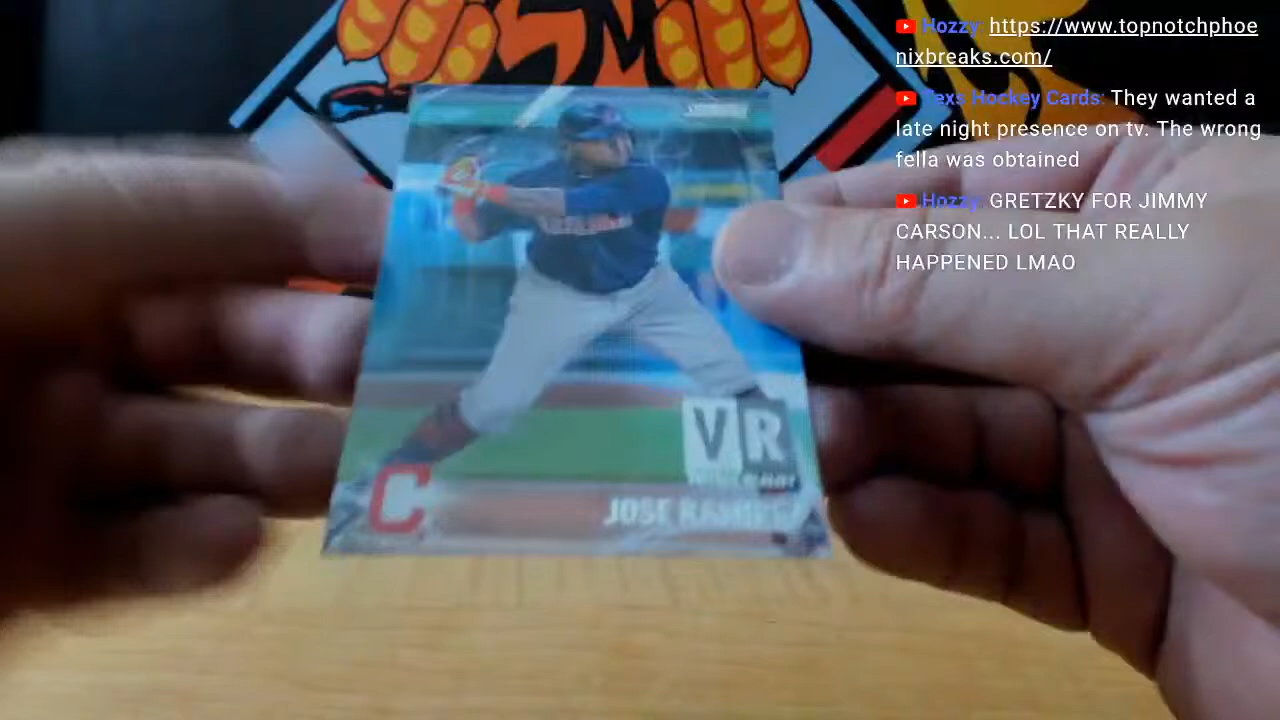 Hozzy: https://www.topnotchphoe
nixbreaks.com/
Texs Hockey Cards: They wanted a
late night presence on tv. The wrong
fella was obtained
Hozzy: GRETZKY FOR JIMMY
CARSON... LOL THAT REALLY
HAPPENED LMAO
VR
C
JOSE RAMIREZ